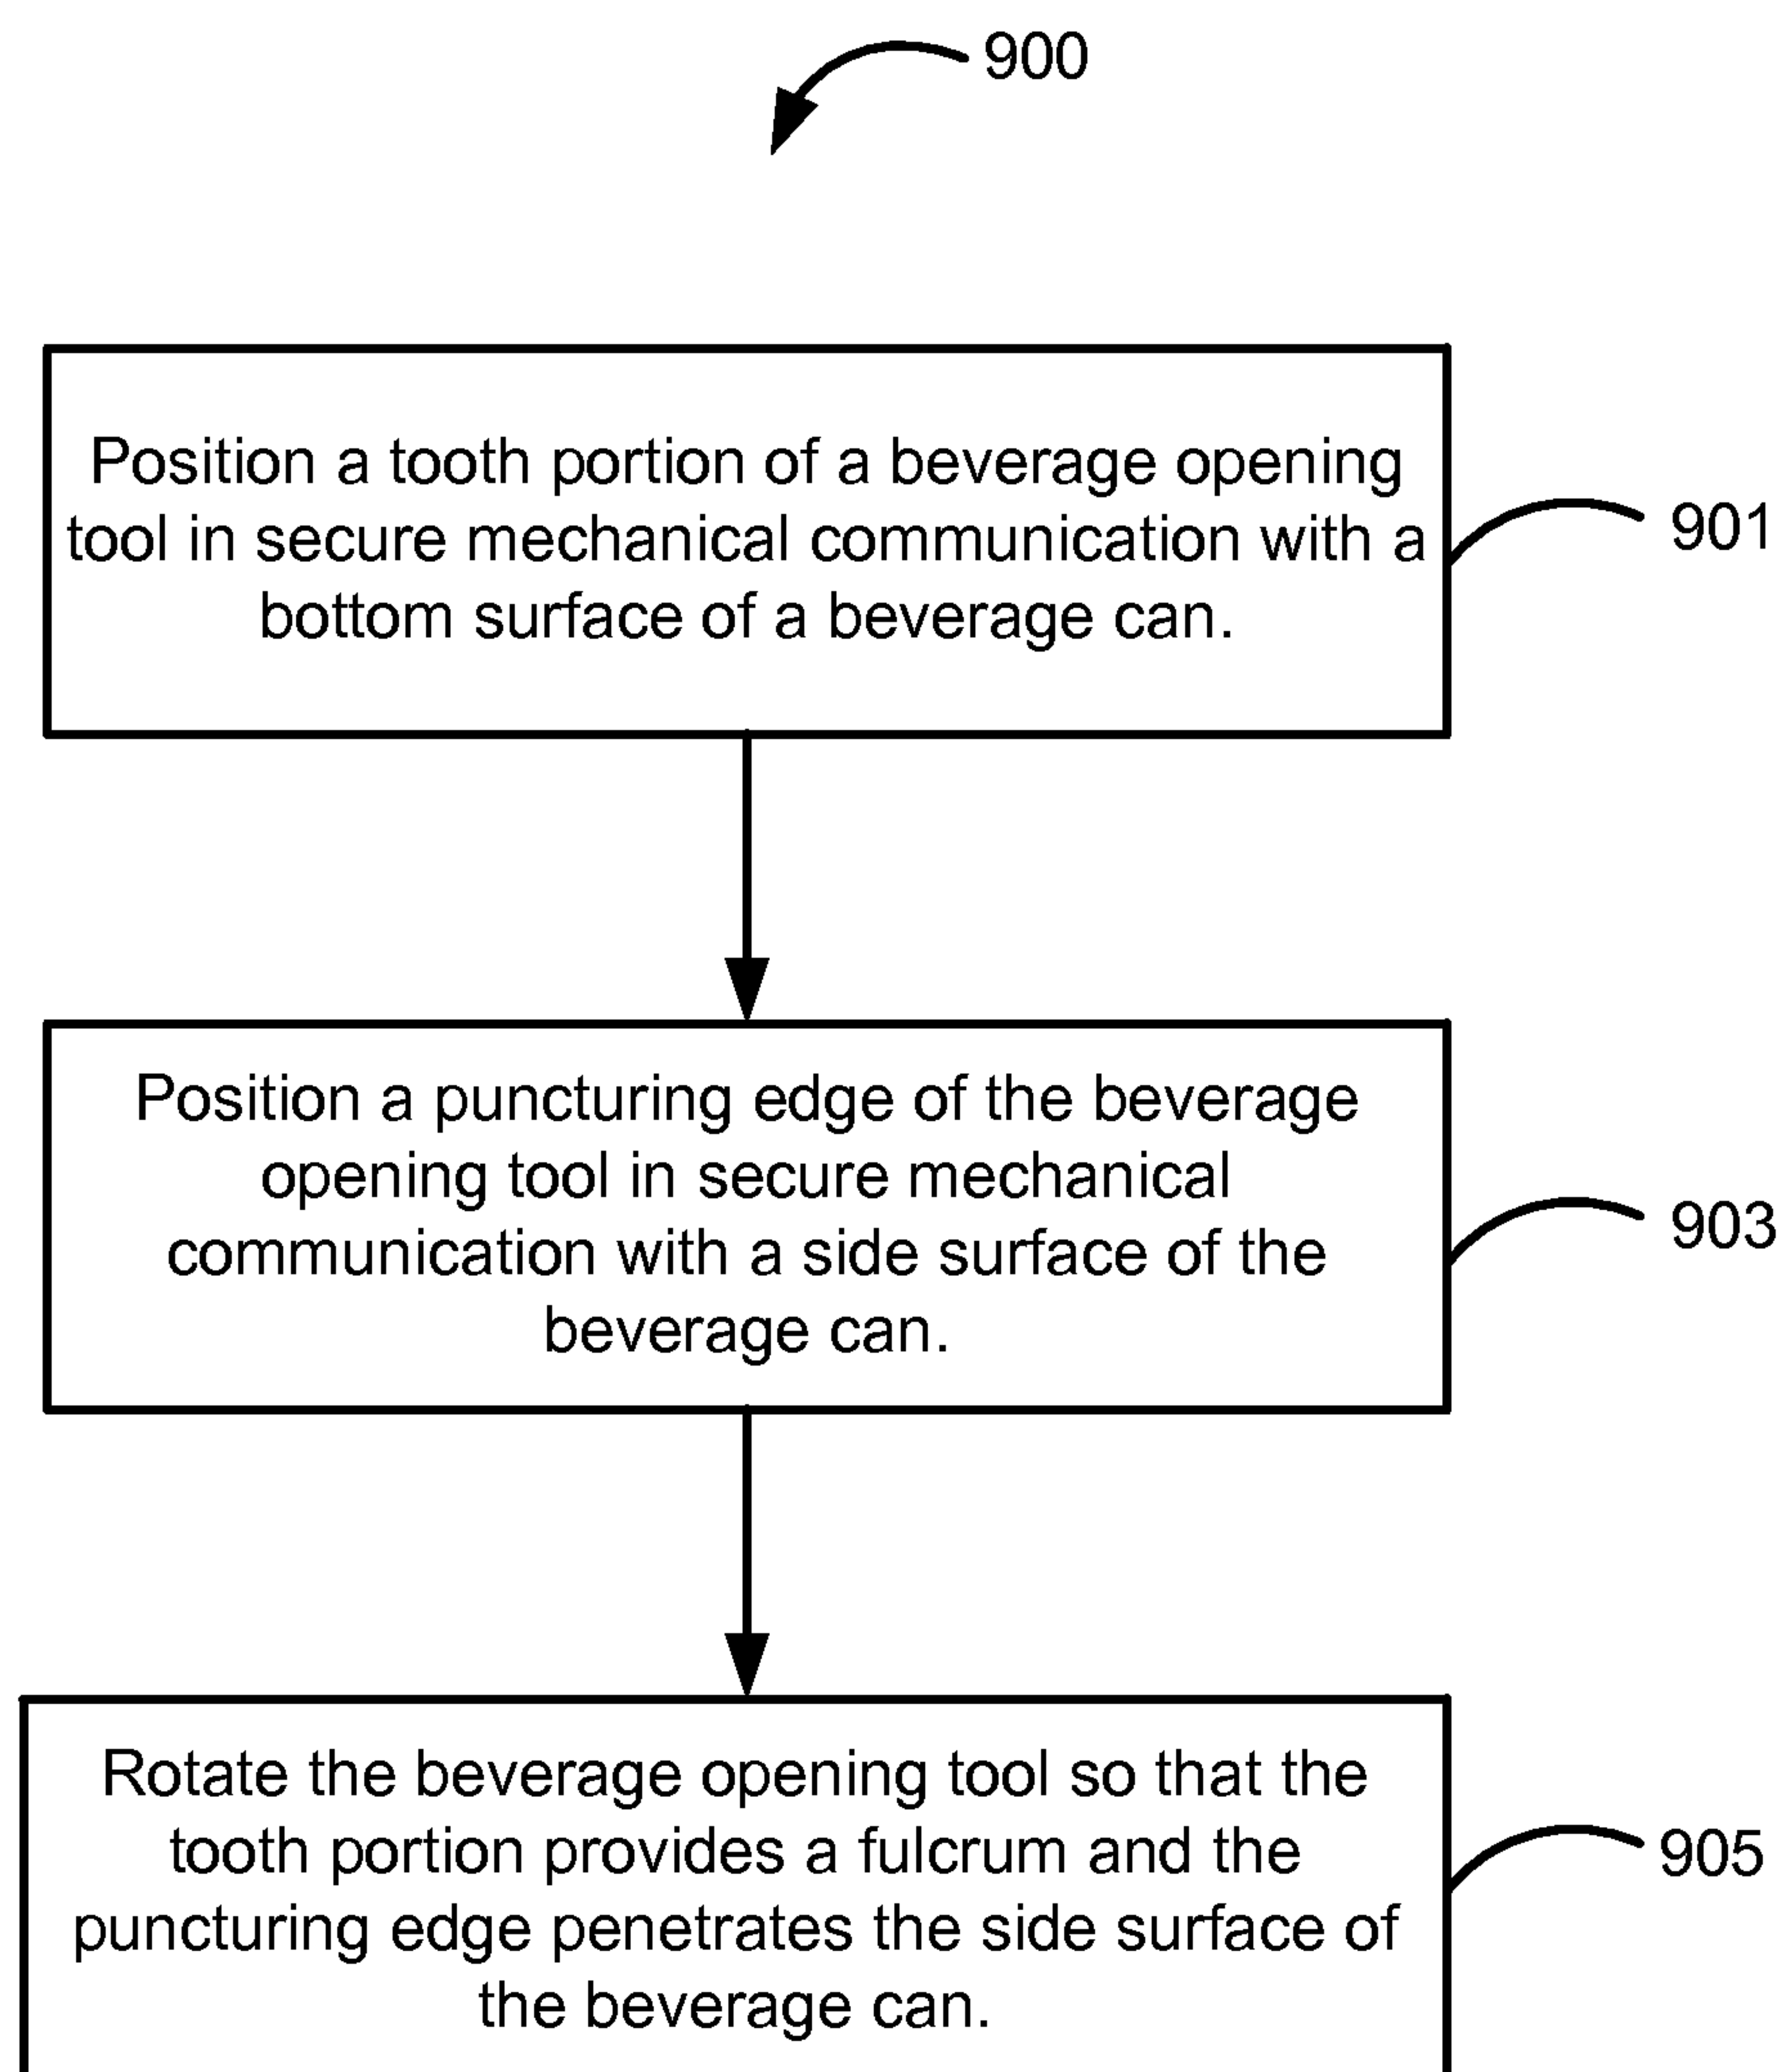 900
Position a tooth portion of a beverage opening
tool in secure mechanical communication with a
bottom surface of a beverage can.
901
Position a puncturing edge of the beverage
opening tool in secure mechanical
communication with a side surface of the
beverage can.
903
Rotate the beverage opening tool so that the
tooth portion provides a fulcrum and the
puncturing edge penetrates the side surface of
the beverage can.
905